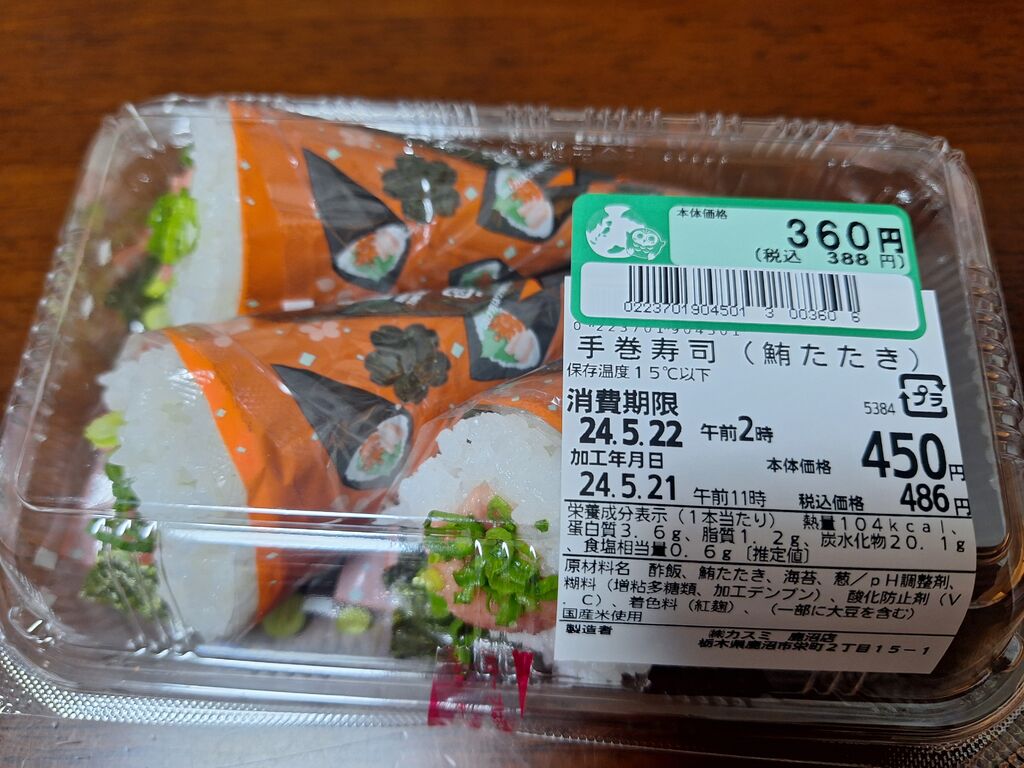 本体価格
360円
(税込 388円)
0223701904501 3 00360 6
0"223701"904501
手巻寿司 (鮪たたき)
保存温度15℃以下
5384
プラ
消費期限
24.5.22 午前2時
加工年月日
24.5.21 午前11時
本体価格 450円
税込価格 486円
栄養成分表示(1本当たり) 熱量104kcal、
蛋白質3.6g、脂質1.2g、炭水化物20.1g
、食塩相当量0.6g〔推定値〕
原材料名 酢飯、鮪たたき、海苔、葱/pH調整剤、
糊料(増粘多糖類、加工デンプン)、酸化防止剤(V
.C)、着色料(紅麹)、(一部に大豆を含む)
国産米使用
製造者 ㈱カスミ 鹿沼店
栃木県鹿沼市栄町2丁目15-1